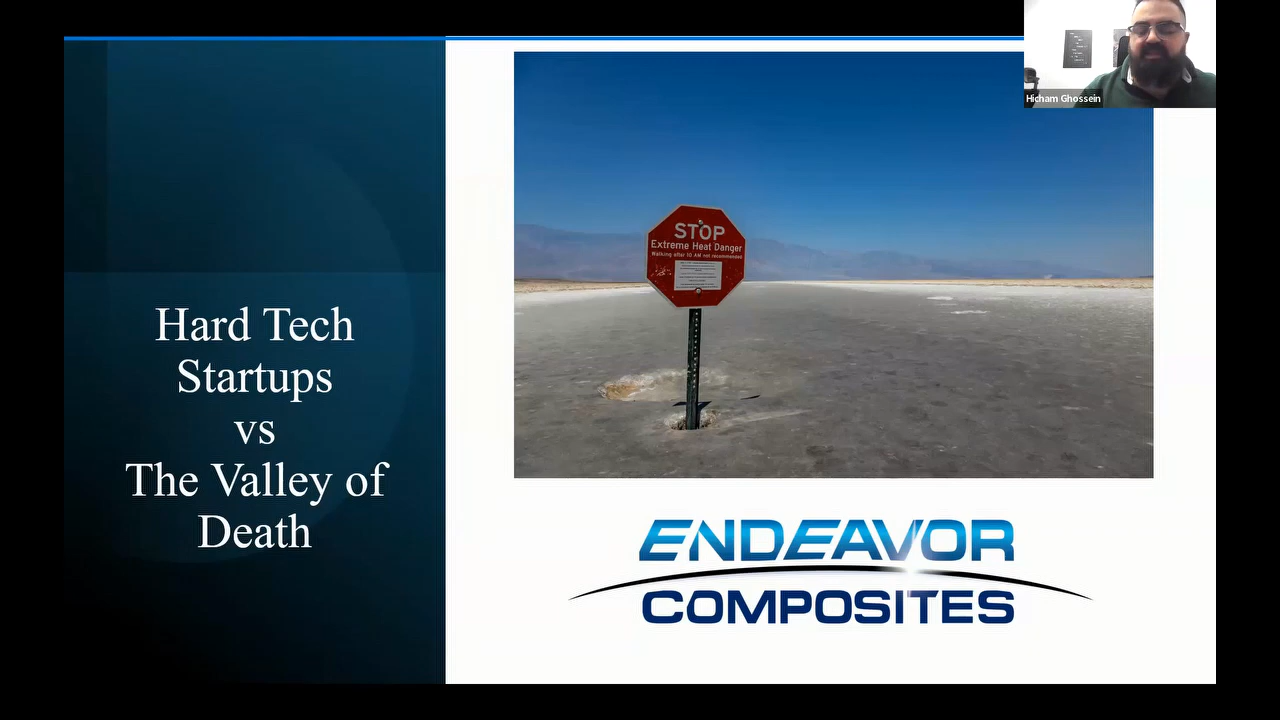 Hicham Ghossein
Hard Tech
Startups
vs
The Valley of
Death
STOP
Extreme Heat Danger
Walking after 10 AM not recommended
ENDEAVOR
COMPOSITES